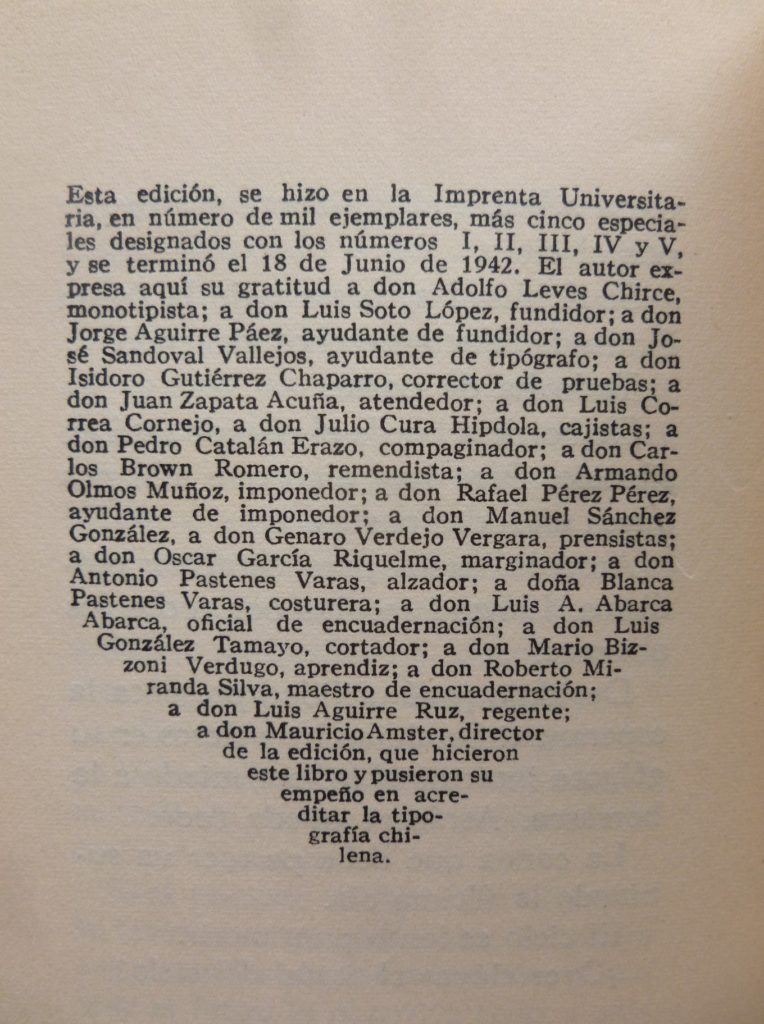 Esta edición, se hizo en la Imprenta Universita-
ria, en número de mil ejemplares, más cinco especia-
les designados con los números I, II, III, IV y V,
y se terminó el 18 de Junio de 1942. El autor ex-
presa aquí su gratitud a don Adolfo Leves Chirce,
monotipista; a don Luis Soto López, fundidor; a don
Jorge Aguirre Páez, ayudante de fundidor; a don Jo-
sé Sandoval Vallejos, ayudante de tipógrafo; a don
Isidoro Gutiérrez Chaparro, corrector de pruebas; a
don Juan Zapata Acuña, atendedor; a don Luis Co-
rrea Cornejo, a don Julio Cura Hipdola, cajistas; a
don Pedro Catalán Erazo, compaginador; a don Car-
los Brown Romero, remendista; a don Armando
Olmos Muñoz, imponedor; a don Rafael Pérez Pérez,
ayudante de imponedor; a don Manuel Sánchez
González, a don Genaro Verdejo Vergara, prensistas;
a don Oscar García Riquelme, marginador; a don
Antonio Pastenes Varas, alzador; a doña Blanca
Pastenes Varas, costurera; a don Luis A. Abarca
Abarca, oficial de encuadernación; a don Luis
González Tamayo, cortador; a don Mario Biz-
zoni Verdugo, aprendiz; a don Roberto Mi-
randa Silva, maestro de encuadernación;
a don Luis Aguirre Ruz, regente;
a don Mauricio Amster, director
de la edición, que hicieron
este libro y pusieron su
empeño en acre-
ditar la tipo-
grafía chi-
lena.